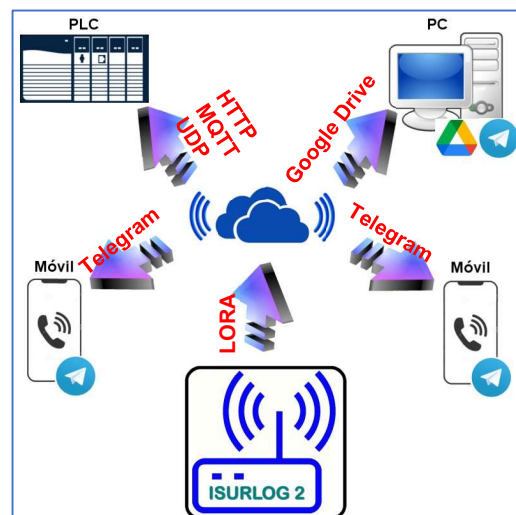 PLC
PC
HTTP
MQTT
UDP
Google Drive
Telegram
Telegram
Móvil
Móvil
LORA
ISURLOG 2